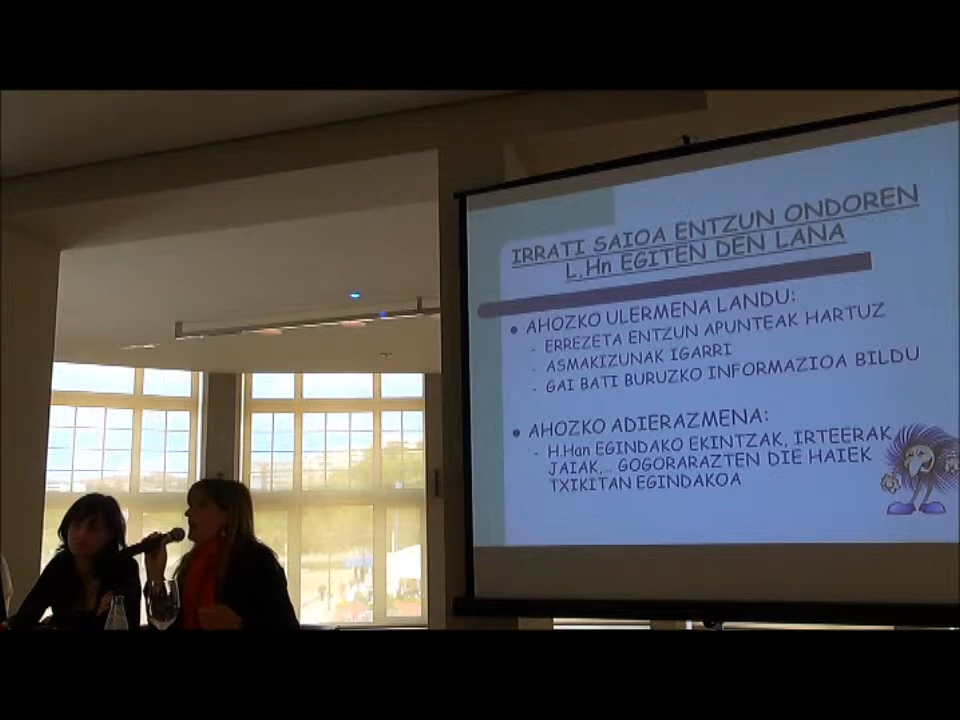 IRRATI SAIOA ENTZUN ONDOREN
L.Hn EGITEN DEN LANA
• AHOZKO ULERMENA LANDU:
- ERREZETA ENTZUN APUNTEAK HARTUZ
- ASMAKIZUNAK IGARRI
- GAI BATI BURUZKO INFORMAZIOA BILDU
• AHOZKO ADIERAZMENA:
- H.Han EGINDAKO EKINTZAK, IRTEERAK
JAIAK,... GOGORARAZTEN DIE HAIEK
TXIKITAN EGINDAKOA